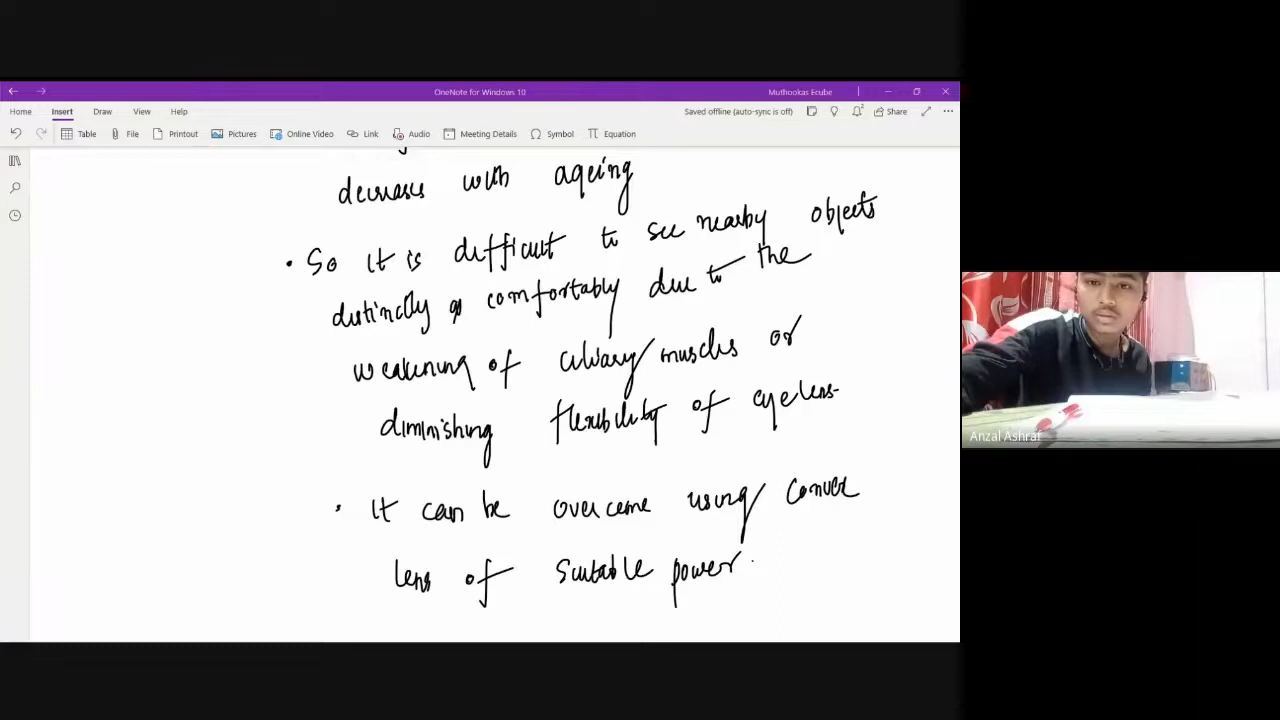 OneNote for Windows 10
Muthookas Ecube
Home Insert Draw View Help
Saved offline (auto-sync is off)
Share
Table File Printout Pictures Online Video Link Audio Meeting Details Symbol Equation
decreases with ageing
• So it is difficult to see nearby objects
distinctly & comfortably due to the
weakening of ciliary muscles or
diminishing flexibility of eye lens
• It can be overcome using convex
lens of suitable power.
Anzal Ashraf